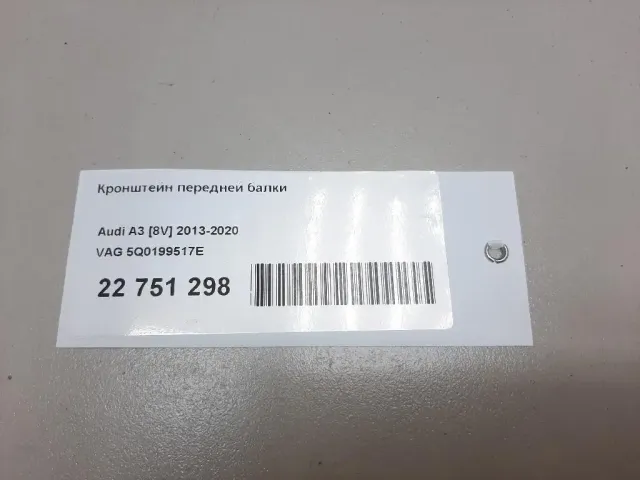 Кронштейн передней балки
Audi A3 [8V] 2013-2020
VAG 5Q0199517E
22 751 298